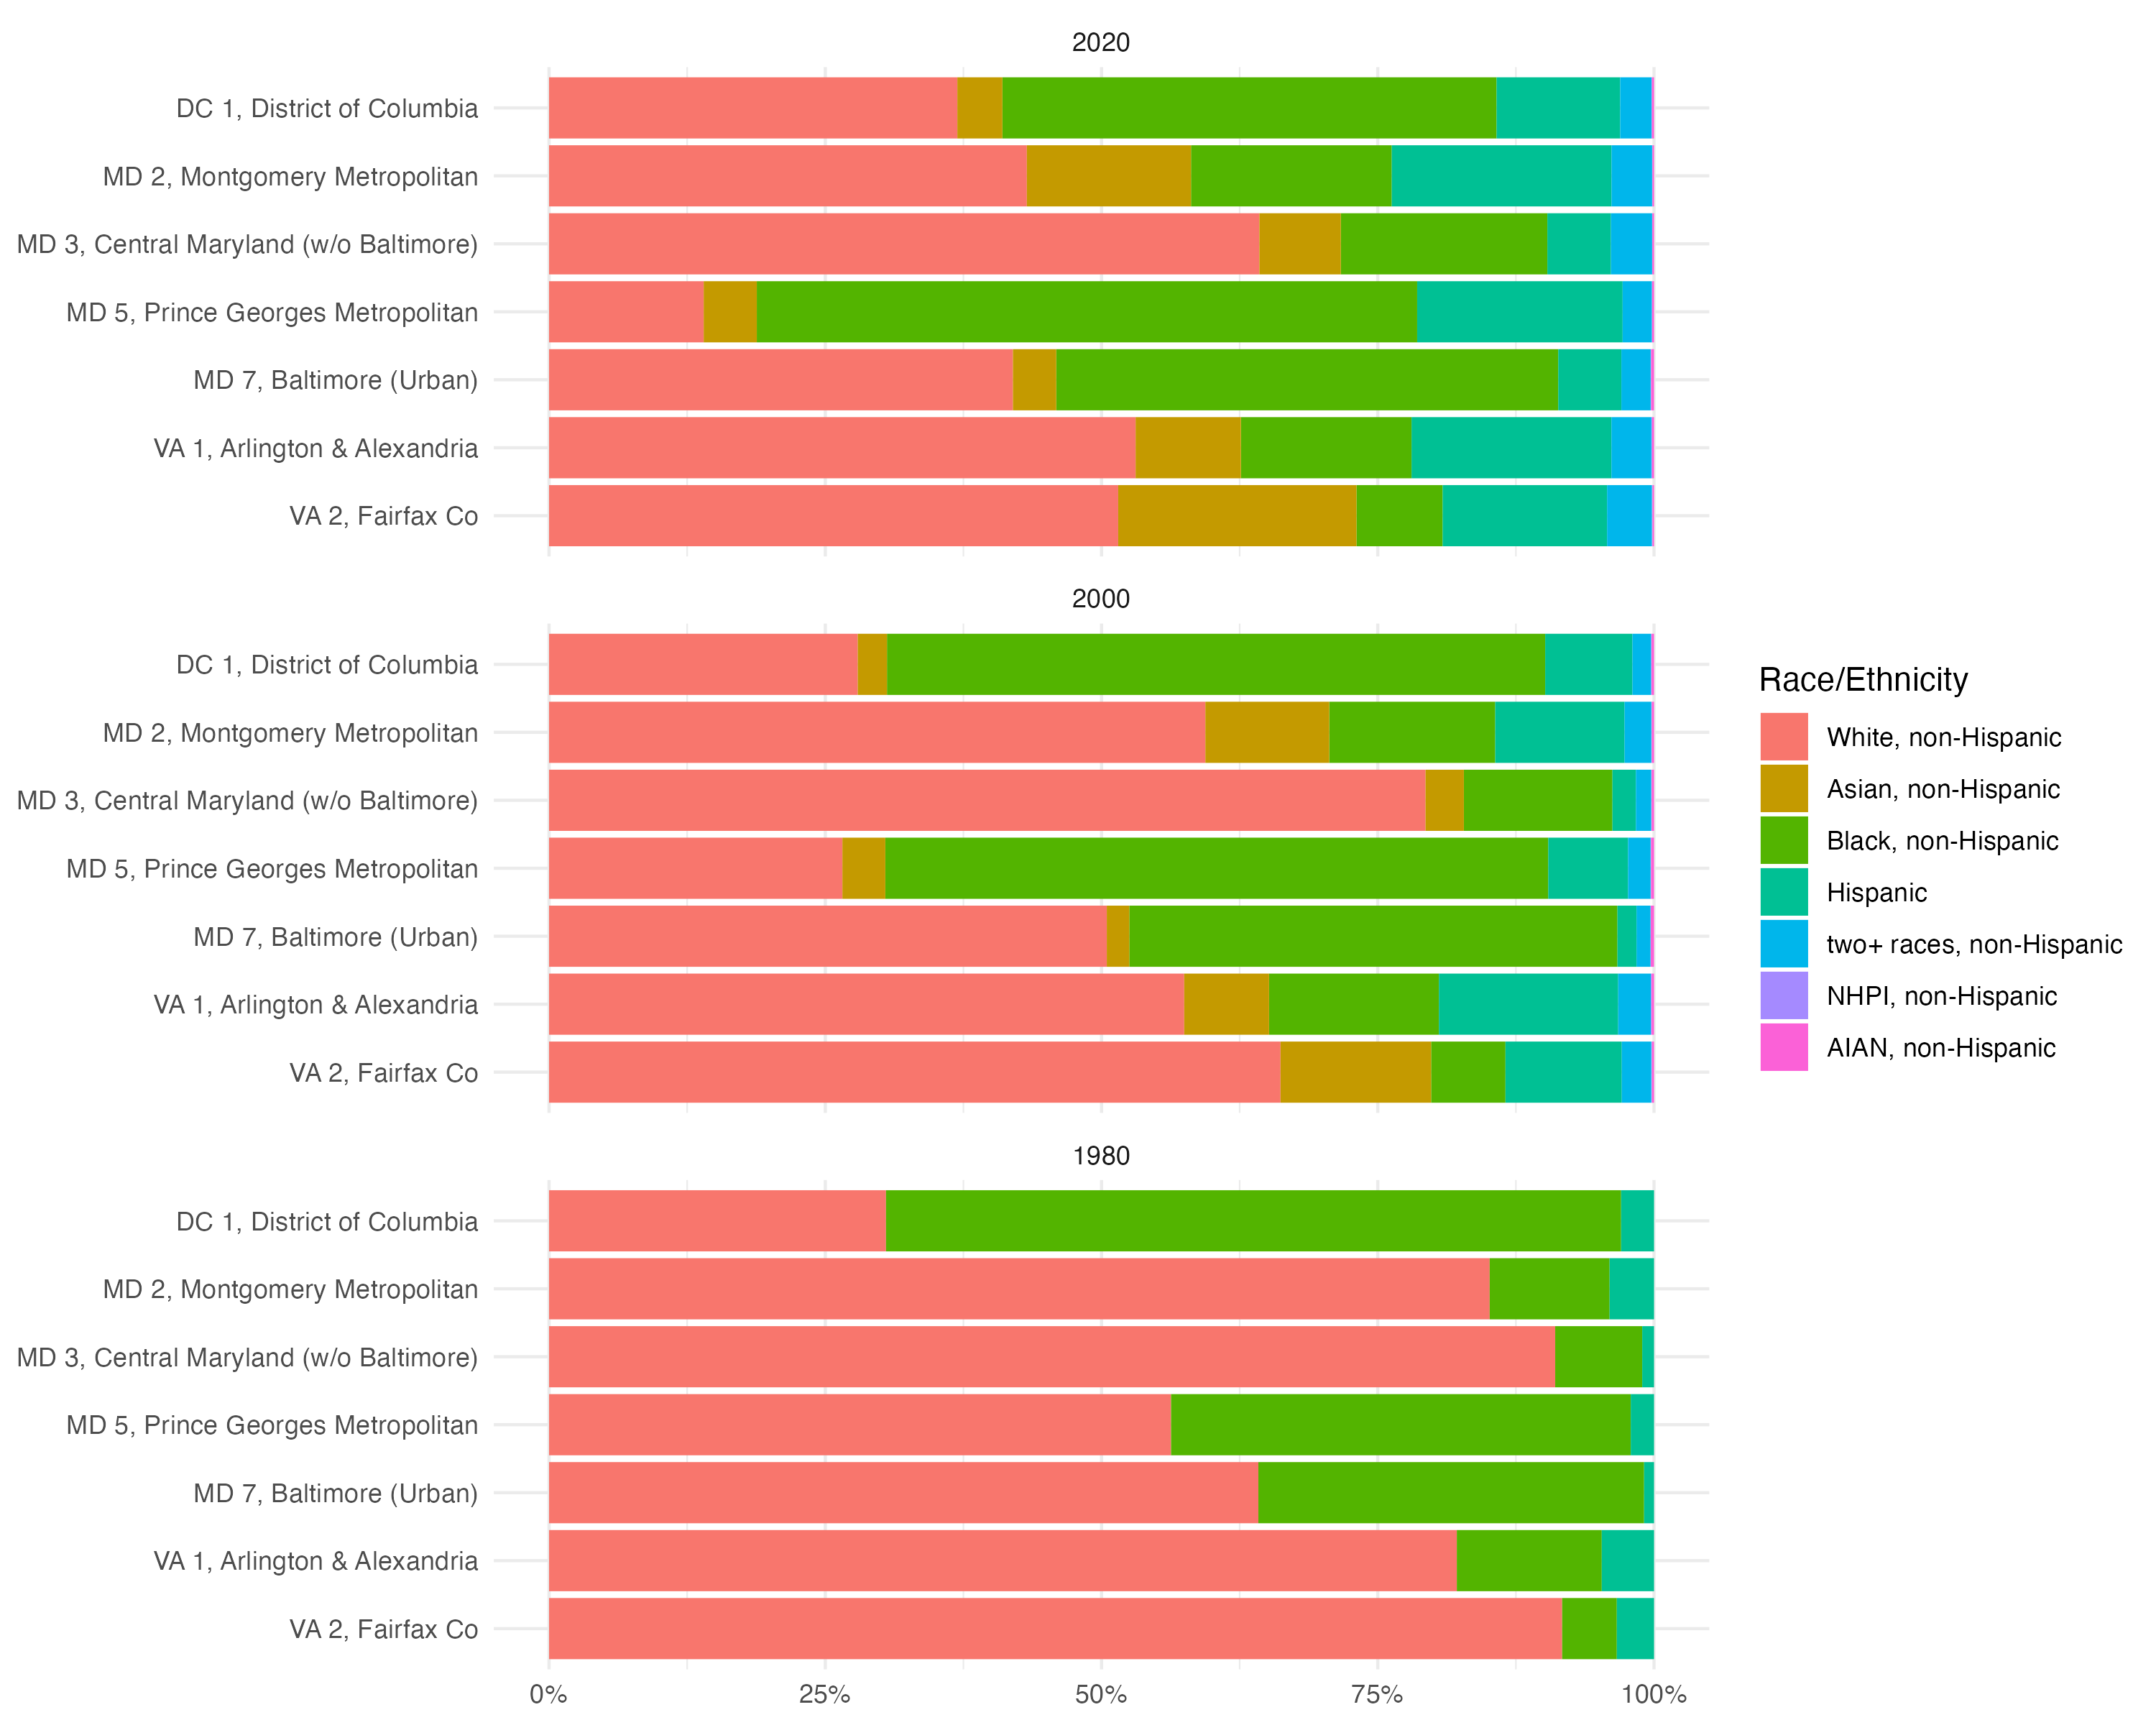 2020
DC 1, District of Columbia
MD 2, Montgomery Metropolitan
MD 3, Central Maryland (w/o Baltimore)
MD 5, Prince Georges Metropolitan
MD 7, Baltimore (Urban)
VA 1, Arlington & Alexandria
VA 2, Fairfax Co
2000
DC 1, District of Columbia
MD 2, Montgomery Metropolitan
MD 3, Central Maryland (w/o Baltimore)
MD 5, Prince Georges Metropolitan
MD 7, Baltimore (Urban)
VA 1, Arlington & Alexandria
VA 2, Fairfax Co
1980
DC 1, District of Columbia
MD 2, Montgomery Metropolitan
MD 3, Central Maryland (w/o Baltimore)
MD 5, Prince Georges Metropolitan
MD 7, Baltimore (Urban)
VA 1, Arlington & Alexandria
VA 2, Fairfax Co
0% 25% 50% 75% 100%
Race/Ethnicity
White, non-Hispanic
Asian, non-Hispanic
Black, non-Hispanic
Hispanic
two+ races, non-Hispanic
NHPI, non-Hispanic
AIAN, non-Hispanic